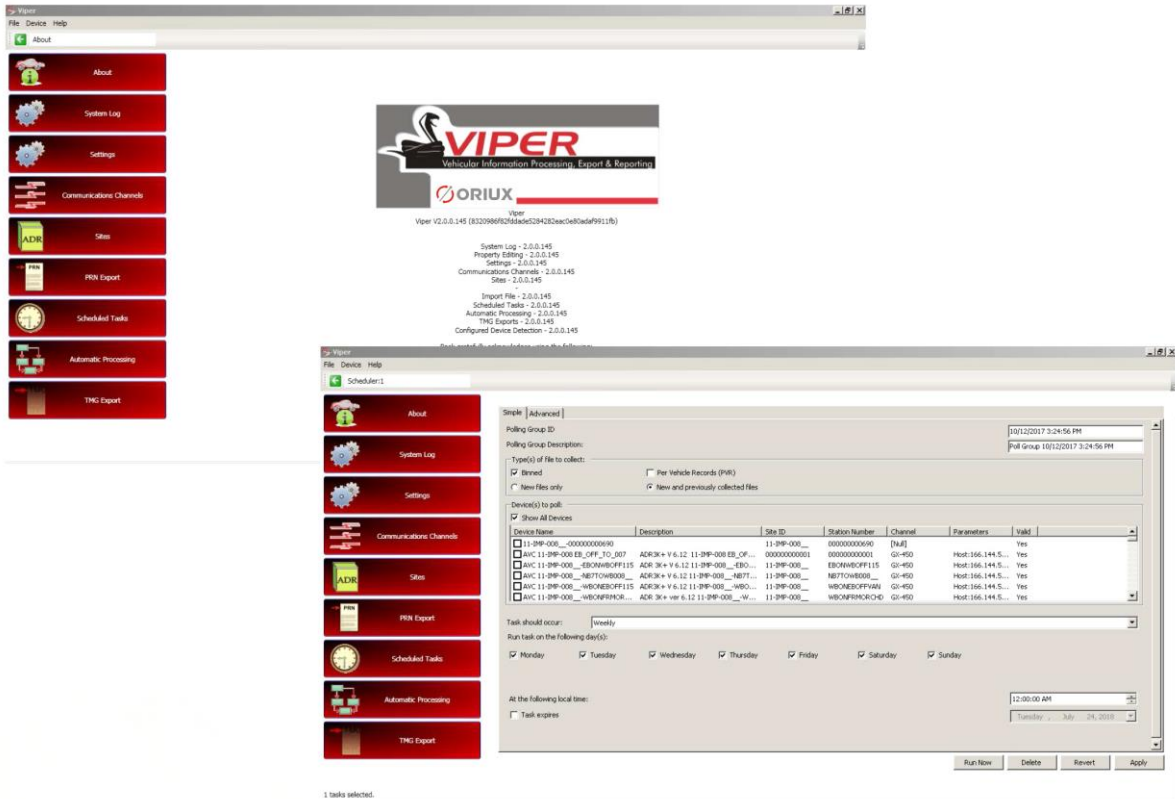 Viper
File Device Help
About
About
System Log
Settings
Communications Channels
ADR
Sites
PRN
PRN Export
Scheduled Tasks
Automatic Processing
TMG Export
VIPER
Vehicular Information Processing, Export & Reporting
ORIUX
Viper
Viper V2.0.0.145
System Log - 2.0.0.145
Property Editing - 2.0.0.145
Settings - 2.0.0.145
Communications Channels - 2.0.0.145
Sites - 2.0.0.145
-
Import File - 2.0.0.145
Scheduled Tasks - 2.0.0.145
Automatic Processing - 2.0.0.145
TMG Exports - 2.0.0.145
Configured Device Detection - 2.0.0.145
Viper
File Device Help
Scheduler:1
About
System Log
Settings
Communications Channels
ADR
Sites
PRN
PRN Export
Scheduled Tasks
Automatic Processing
TMG Export
Simple Advanced
Polling Group ID 10/12/2017 3:24:56 PM
Polling Group Description: Poll Group 10/12/2017 3:24:56 PM
Type(s) of file to collect:
Binned Per Vehicle Records (PVR)
New files only New and previously collected files
Device(s) to poll:
Show All Devices
Device Name Description Site ID Station Number Channel Parameters Valid
11-IMP-008__-000000000690 11-IMP-008__ 000000000690 [Null] Yes
AVC 11-IMP-008 EB_OFF_TO_007 ADR3K+ V 6.12 11-IMP-008 EB_OF... 000000000001 000000000001 GX-450 Host:166.144.5... Yes
AVC 11-IMP-008__-EBONWBOFF115 ADR 3K+ V 6.12 11-IMP-008__-EBO... 11-IMP-008__ EBONWBOFF115 GX-450 Host:166.144.5... Yes
AVC 11-IMP-008__-NB7TOWB008__ ADR3K+ V 6.12 11-IMP-008__-NB7T... 11-IMP-008__ NB7TOWB008__ GX-450 Host:166.144.5... Yes
AVC 11-IMP-008__-WBONEBOFF115 ADR3K+ V 6.12 11-IMP-008__-WBO... 11-IMP-008__ WBONEBOFFVAN GX-450 Host:166.144.5... Yes
AVC 11-IMP-008__-WBONFRMOR... ADR 3K+ ver 6.12 11-IMP-008__-W... 11-IMP-008__ WBONFRMORCHD GX-450 Host:166.144.5... Yes
Task should occur: Weekly
Run task on the following day(s):
Monday Tuesday Wednesday Thursday Friday Saturday Sunday
At the following local time: 12:00:00 AM
Task expires Tuesday , July 24, 2018
Run Now Delete Revert Apply
1 tasks selected.